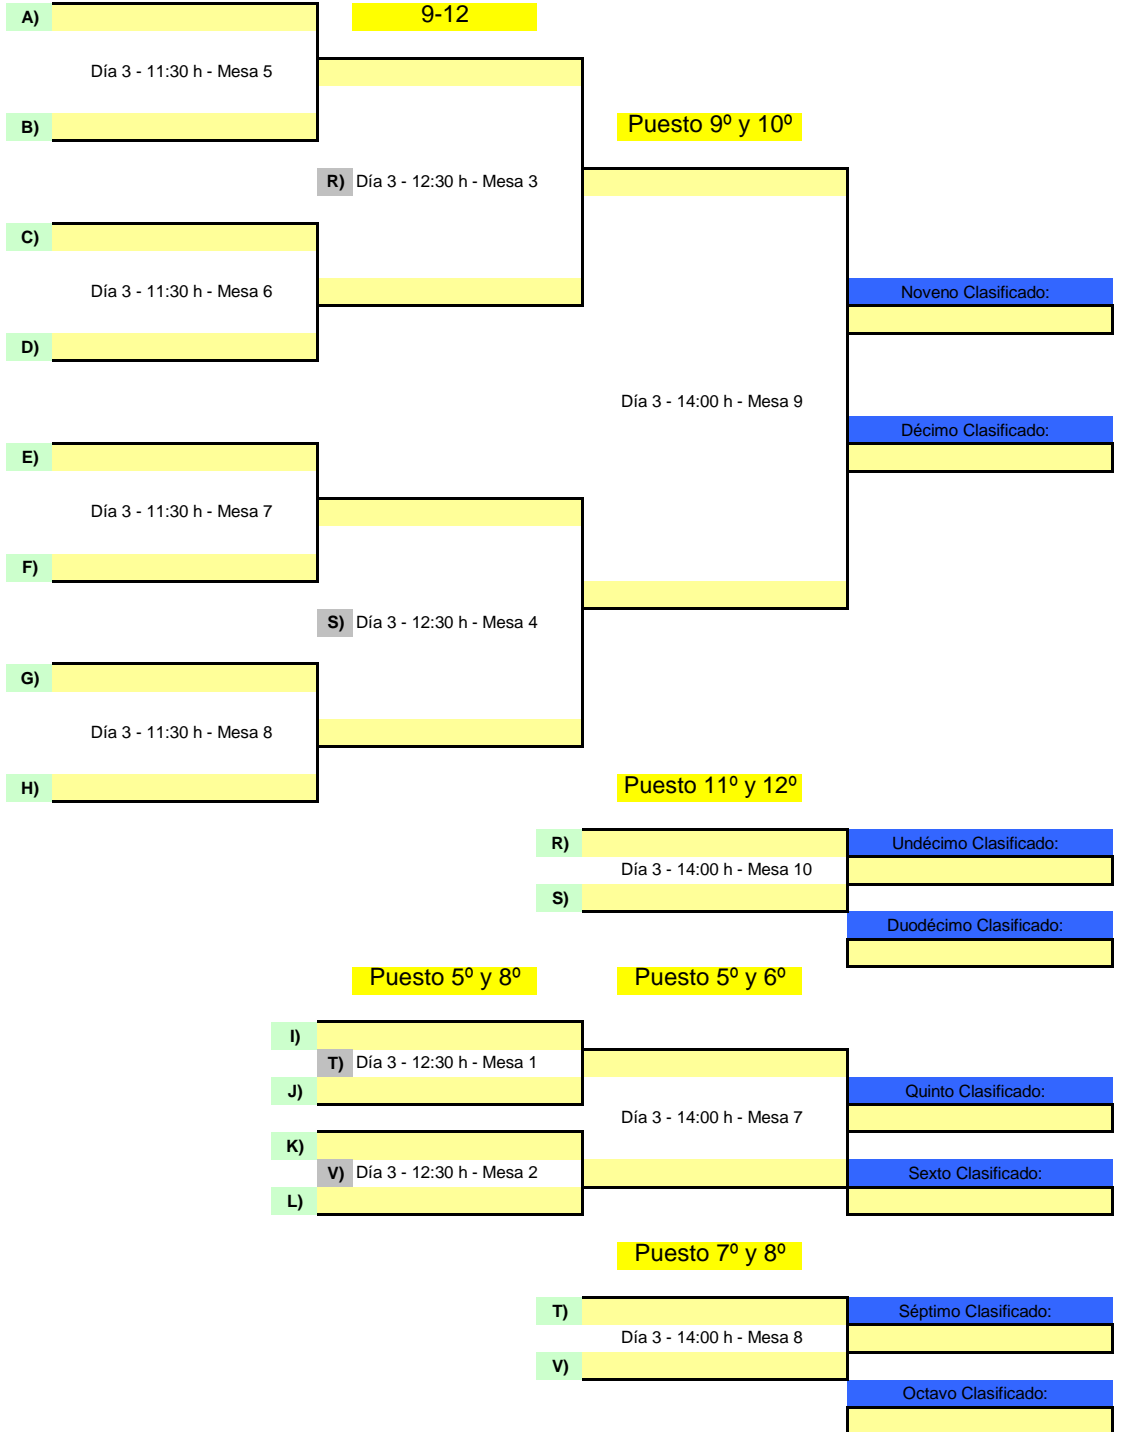 A)
9-12
Día 3 - 11:30 h - Mesa 5
B)
Puesto 9º y 10º
R) Día 3 - 12:30 h - Mesa 3
C)
Día 3 - 11:30 h - Mesa 6
Noveno Clasificado:
D)
Día 3 - 14:00 h - Mesa 9
Décimo Clasificado:
E)
Día 3 - 11:30 h - Mesa 7
F)
S) Día 3 - 12:30 h - Mesa 4
G)
Día 3 - 11:30 h - Mesa 8
H)
Puesto 11º y 12º
R)
Undécimo Clasificado:
Día 3 - 14:00 h - Mesa 10
S)
Duodécimo Clasificado:
Puesto 5º y 8º
Puesto 5º y 6º
I)
T) Día 3 - 12:30 h - Mesa 1
J)
Quinto Clasificado:
Día 3 - 14:00 h - Mesa 7
K)
V) Día 3 - 12:30 h - Mesa 2
Sexto Clasificado:
L)
Puesto 7º y 8º
T)
Séptimo Clasificado:
Día 3 - 14:00 h - Mesa 8
V)
Octavo Clasificado: